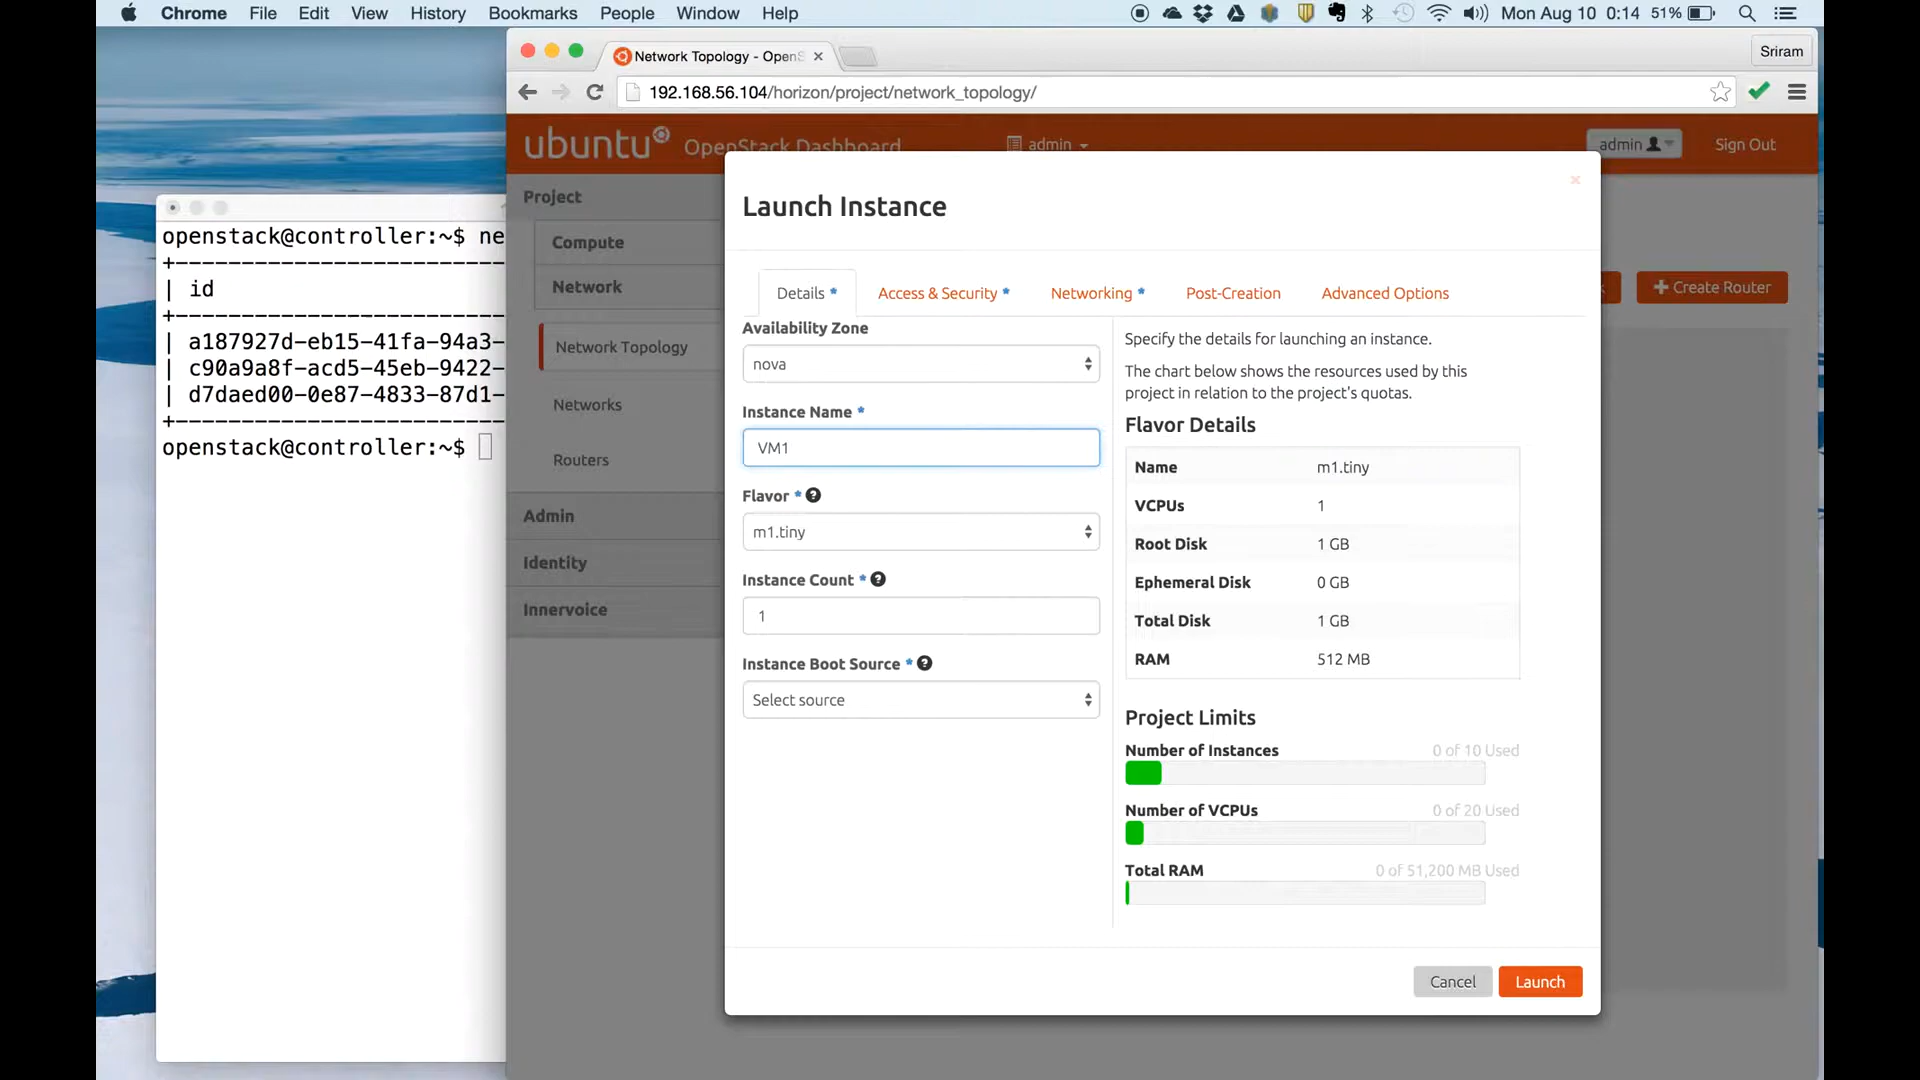 Chrome File Edit View History Bookmarks People Window Help
Mon Aug 10 0:14 51%
Network Topology - OpenS
Sriram
192.168.56.104/horizon/project/network_topology/
ubuntu OpenStack Dashboard admin
admin Sign Out
Project
Compute
Network
Network Topology
Networks
Routers
Admin
Identity
Innervoice
Create Router
openstack@controller:~$ ne
+--------------------------
| id
+--------------------------
| a187927d-eb15-41fa-94a3-
| c90a9a8f-acd5-45eb-9422-
| d7daed00-0e87-4833-87d1-
+--------------------------
openstack@controller:~$
Launch Instance
×
Details * Access & Security * Networking * Post-Creation Advanced Options
Availability Zone
nova
Instance Name *
VM1
Flavor * ?
m1.tiny
Instance Count * ?
1
Instance Boot Source * ?
Select source
Specify the details for launching an instance.
The chart below shows the resources used by this
project in relation to the project's quotas.
Flavor Details
Name m1.tiny
VCPUs 1
Root Disk 1 GB
Ephemeral Disk 0 GB
Total Disk 1 GB
RAM 512 MB
Project Limits
Number of Instances 0 of 10 Used
Number of VCPUs 0 of 20 Used
Total RAM 0 of 51,200 MB Used
Cancel Launch